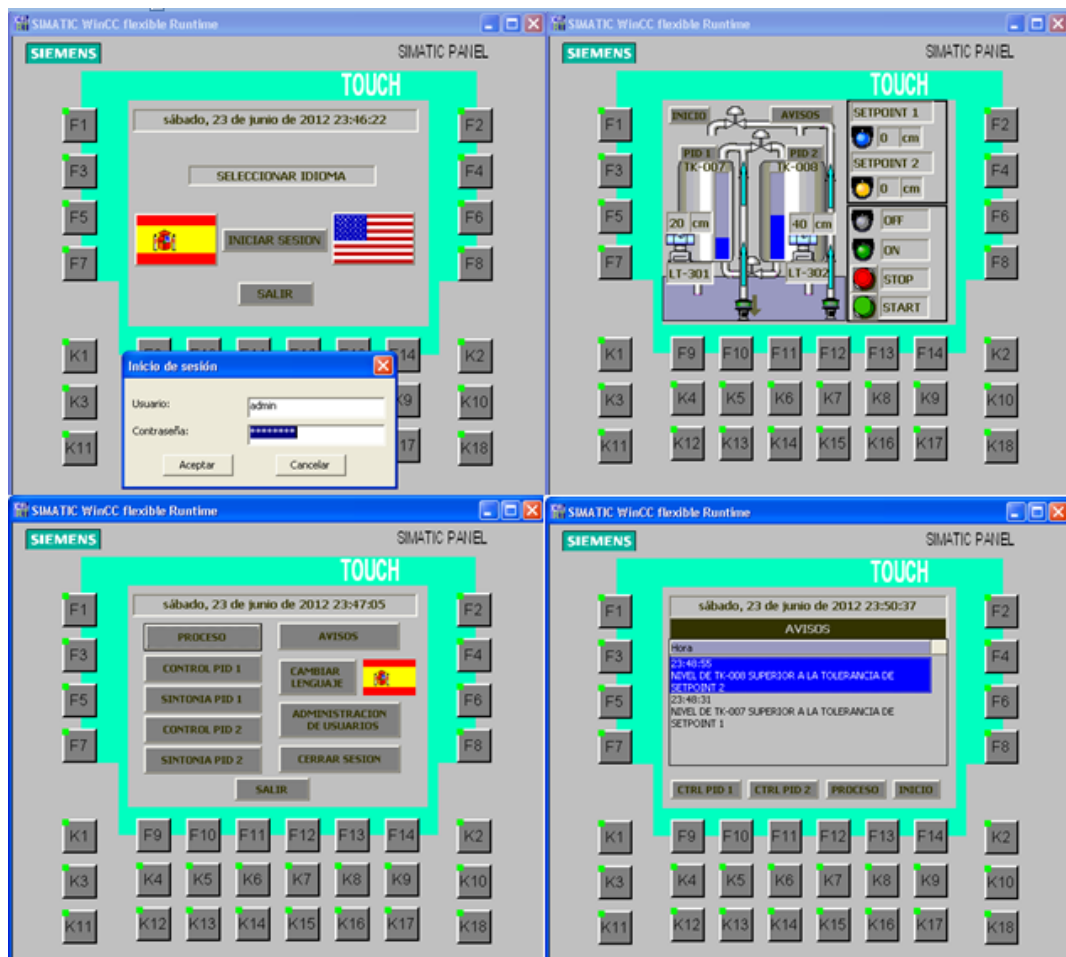 SIMATIC WinCC flexible Runtime
SIEMENS
SIMATIC PANEL
TOUCH
sábado, 23 de junio de 2012 23:46:22
SELECCIONAR IDIOMA
INICIAR SESION
SALIR
F1
F2
F3
F4
F5
F6
F7
F8
K1
14
K2
K3
K9
K10
K11
17
K18
Inicio de sesión
Usuario:
admin
Contraseña:
********
Aceptar
Cancelar
SIMATIC WinCC flexible Runtime
SIEMENS
SIMATIC PANEL
TOUCH
INICIO
AVISOS
PID 1
PID 2
TK-007
TK-008
20 cm
40 cm
LT-301
LT-302
SETPOINT 1
0 cm
SETPOINT 2
0 cm
OFF
ON
STOP
START
F1
F2
F3
F4
F5
F6
F7
F8
K1 F9 F10 F11 F12 F13 F14 K2
K3 K4 K5 K6 K7 K8 K9 K10
K11 K12 K13 K14 K15 K16 K17 K18
SIMATIC WinCC flexible Runtime
SIEMENS
SIMATIC PANEL
TOUCH
sábado, 23 de junio de 2012 23:47:05
PROCESO
AVISOS
CONTROL PID 1
CAMBIAR
LENGUAJE
SINTONIA PID 1
ADMINISTRACION
DE USUARIOS
CONTROL PID 2
SINTONIA PID 2
CERRAR SESION
SALIR
F1
F2
F3
F4
F5
F6
F7
F8
K1 F9 F10 F11 F12 F13 F14 K2
K3 K4 K5 K6 K7 K8 K9 K10
K11 K12 K13 K14 K15 K16 K17 K18
SIMATIC WinCC flexible Runtime
SIEMENS
SIMATIC PANEL
TOUCH
sábado, 23 de junio de 2012 23:50:37
AVISOS
Hora
23:48:55
NIVEL DE TK-008 SUPERIOR A LA TOLERANCIA DE
SETPOINT 2
23:48:31
NIVEL DE TK-007 SUPERIOR A LA TOLERANCIA DE
SETPOINT 1
CTRL PID 1
CTRL PID 2
PROCESO
INICIO
F1
F2
F3
F4
F5
F6
F7
F8
K1 F9 F10 F11 F12 F13 F14 K2
K3 K4 K5 K6 K7 K8 K9 K10
K11 K12 K13 K14 K15 K16 K17 K18